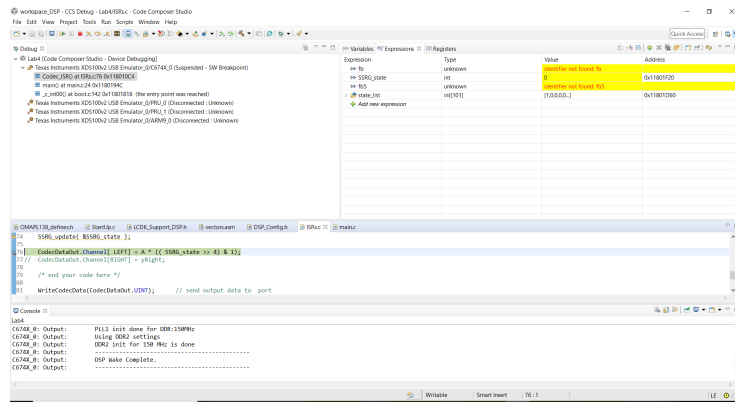 workspace_DSP - CCS Debug - Lab4/ISRs.c - Code Composer Studio
File Edit View Project Tools Run Scripts Window Help
Quick Access
Debug
Lab4 [Code Composer Studio - Device Debugging]
Texas Instruments XDS100v2 USB Emulator_0/C674X_0 (Suspended - SW Breakpoint)
Codec_ISR() at ISRs.c:76 0x118010C4
main() at main.c:24 0x1180194C
_c_int00() at boot.c:142 0x11801818 (the entry point was reached)
Texas Instruments XDS100v2 USB Emulator_0/PRU_0 (Disconnected : Unknown)
Texas Instruments XDS100v2 USB Emulator_0/PRU_1 (Disconnected : Unknown)
Texas Instruments XDS100v2 USB Emulator_0/ARM9_0 (Disconnected : Unknown)
Variables Expressions Registers
Expression Type Value Address
fb unknown identifier not found: fb
SSRG_state int 0 0x11801F20
fb5 unknown identifier not found: fb5
state_list int[101] [1,0,0,0,0...] 0x11801D60
Add new expression
OMAPL138_defines.h StartUp.c LCDK_Support_DSP.h vectors.asm DSP_Config.h ISRs.c main.c
74 SSRG_update( &SSRG_state );
75
76 CodecDataOut.Channel[ LEFT] = A * (( SSRG_state >> 4) & 1);
77 // CodecDataOut.Channel[RIGHT] = yRight;
78
79 /* end your code here */
80
81 WriteCodecData(CodecDataOut.UINT); // send output data to port
Console
Lab4
C674X_0: Output: PLL1 init done for DDR:150MHz
C674X_0: Output: Using DDR2 settings
C674X_0: Output: DDR2 init for 150 MHz is done
C674X_0: Output: ---------------------------------------------
C674X_0: Output: DSP Wake Complete.
C674X_0: Output: ---------------------------------------------
Writable Smart Insert 76 : 1 LE